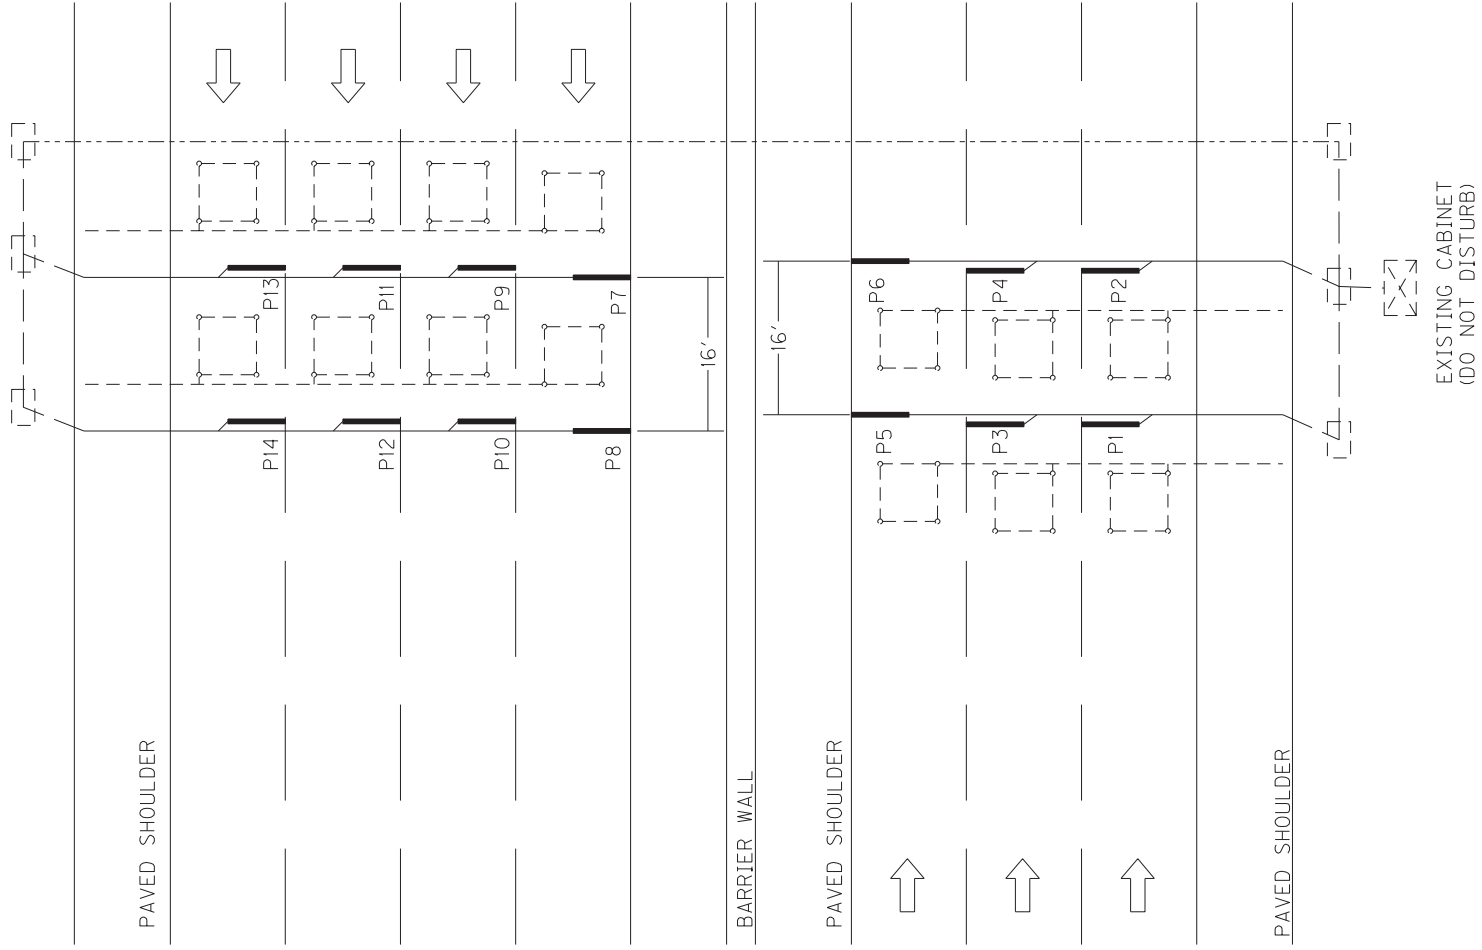 P13
P11
P9
P7
P6
P4
P2
16′
16′
EXISTING CABINET
(DO NOT DISTURB)
P14
P12
P10
P8
P5
P3
P1
PAVED SHOULDER
BARRIER WALL
PAVED SHOULDER
PAVED SHOULDER